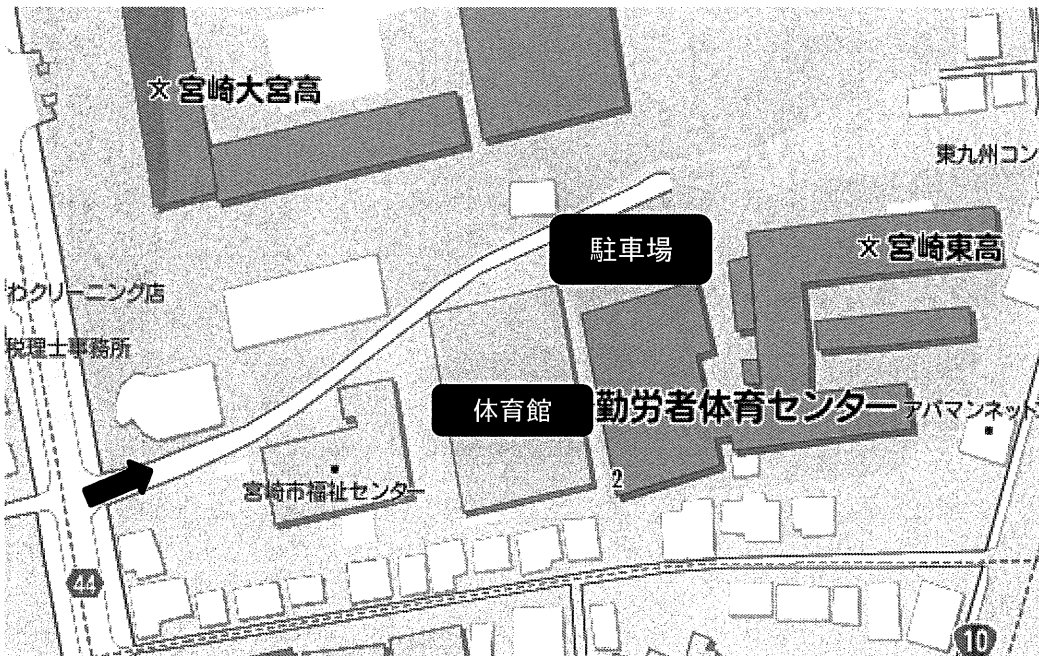 文 宮崎大宮高
東九州コン
駐車場
文 宮崎東高
わクリーニング店
税理士事務所
体育館
勤労者体育センター
アパマンネット
2
宮崎市福祉センター
44
10